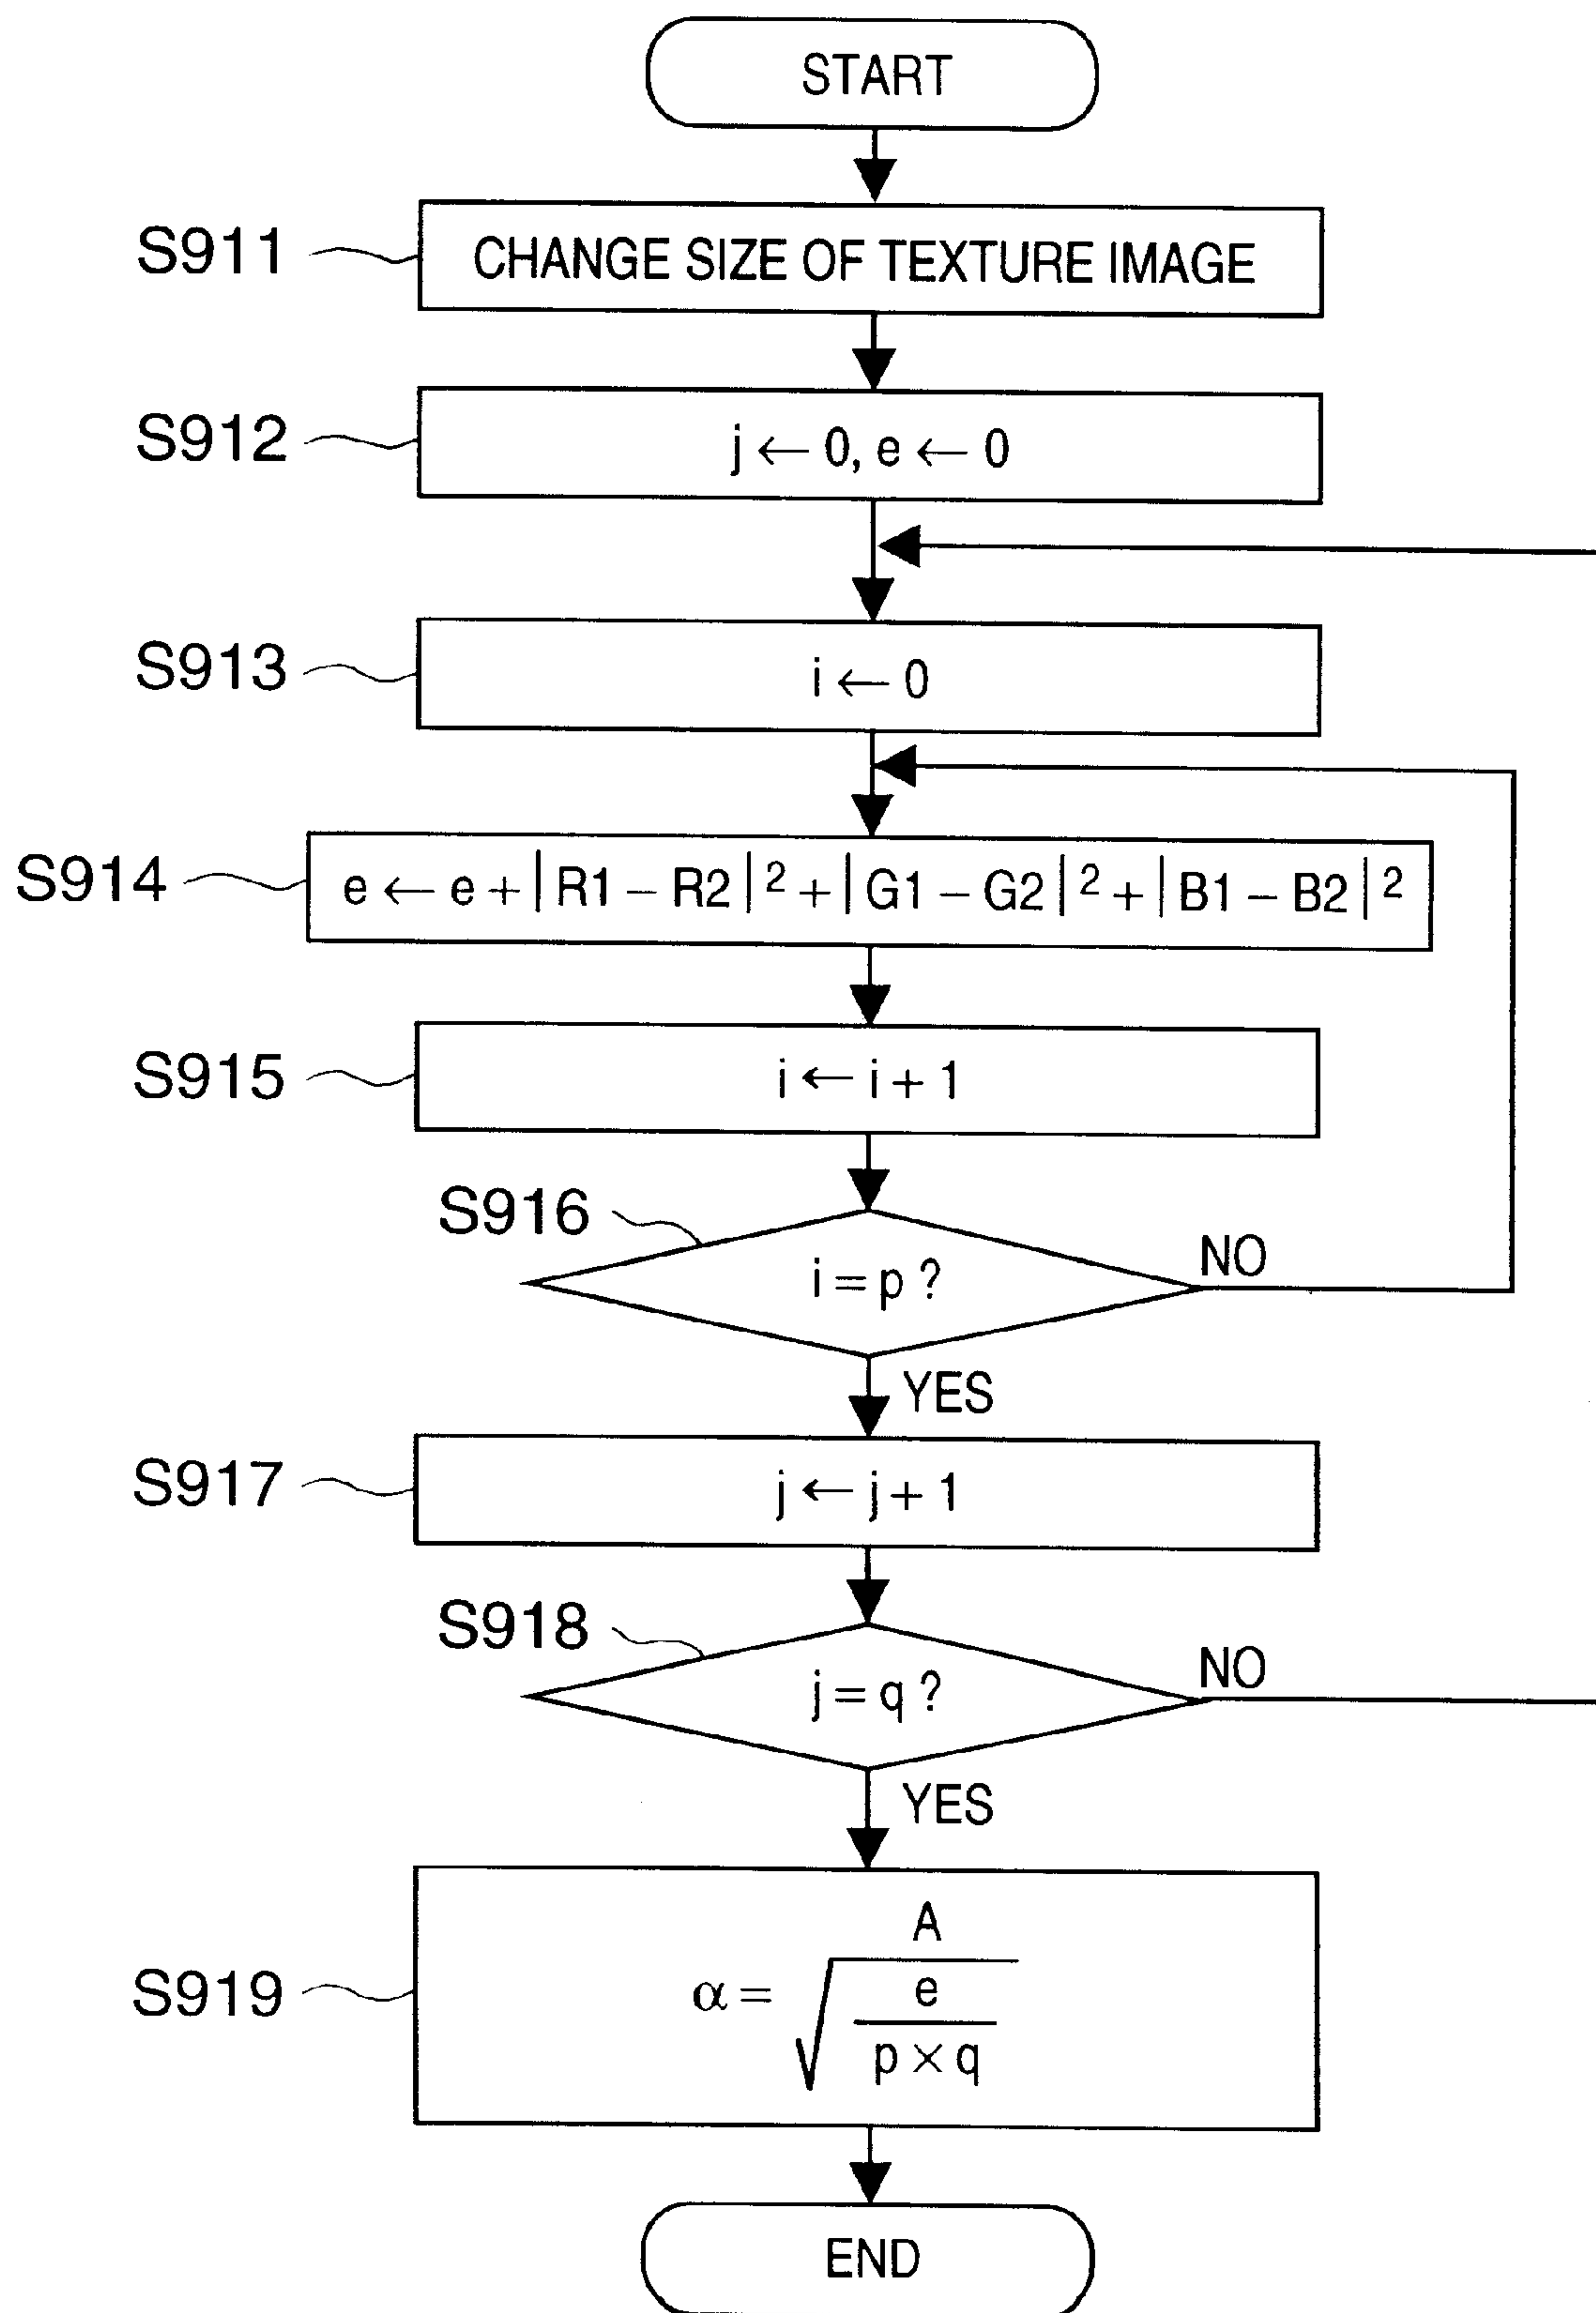 START
S911
CHANGE SIZE OF TEXTURE IMAGE
S912
j ← 0, e ← 0
S913
i ← 0
S914
e ← e + | R1 − R2 | 2 + | G1 − G2 | 2 + | B1 − B2 | 2
S915
i ← i + 1
S916
i = p ?
NO
YES
S917
j ← j + 1
S918
j = q ?
NO
YES
S919
A
α = √
e
p × q
END